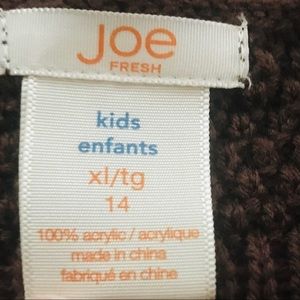 Joe
FRESH
kids
enfants
xl/tg
14
100% acrylic / acrylique
made in china
fabriqué en chine